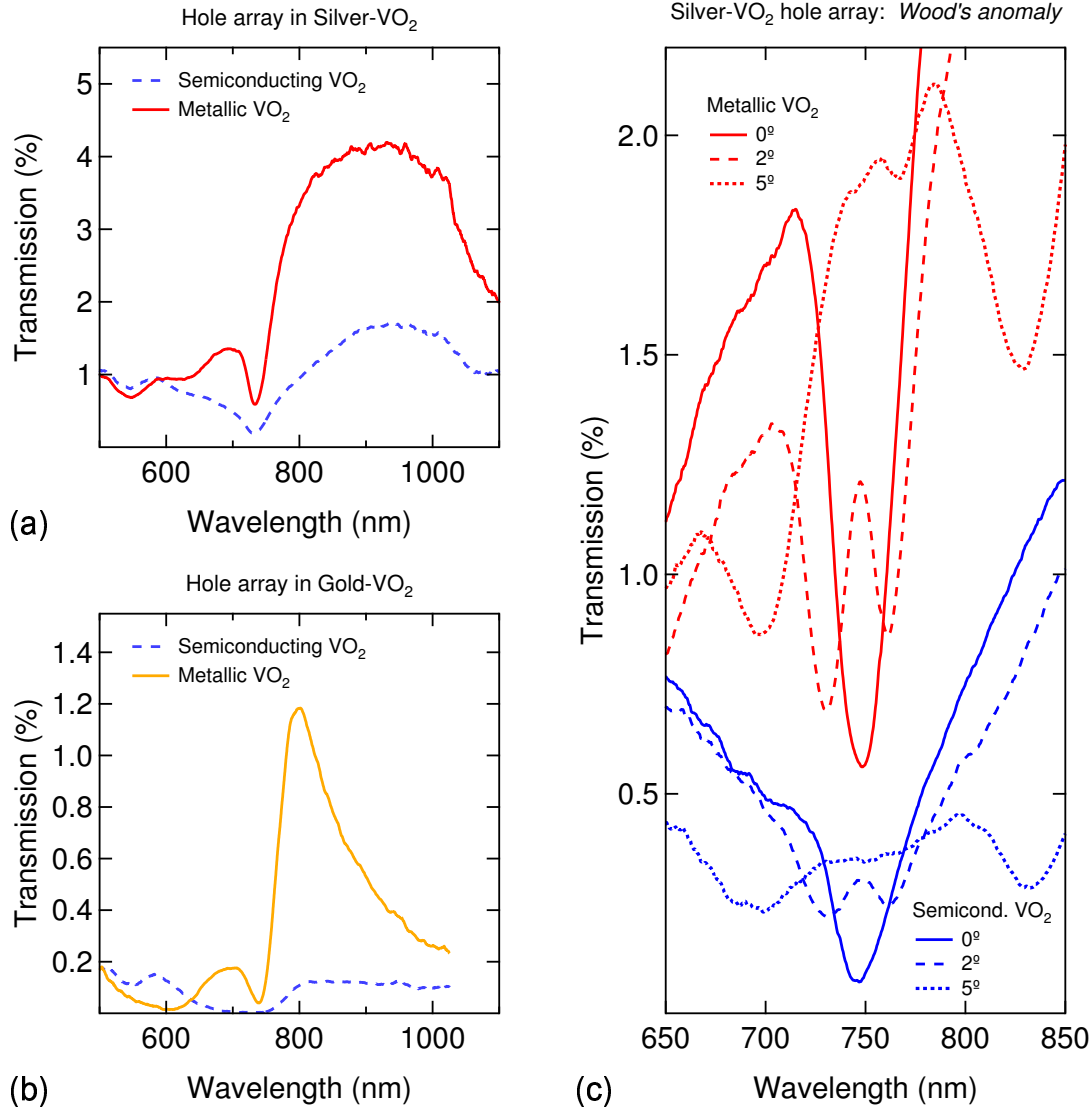 Hole array in Silver-VO₂
Semiconducting VO₂
Metallic VO₂
5
4
3
2
1
Transmission (%)
600
800
1000
Wavelength (nm)
(a)
Hole array in Gold-VO₂
Semiconducting VO₂
Metallic VO₂
1.4
1.2
1.0
0.8
0.6
0.4
0.2
Transmission (%)
600
800
1000
Wavelength (nm)
(b)
Silver-VO₂ hole array: Wood's anomaly
Metallic VO₂
0º
2º
5º
2.0
1.5
1.0
0.5
Transmission (%)
Semicond. VO₂
0º
2º
5º
650
700
750
800
850
Wavelength (nm)
(c)